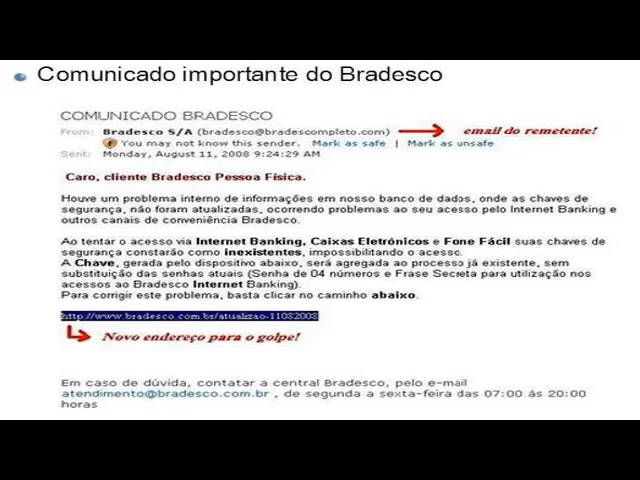 Comunicado importante do Bradesco
COMUNICADO BRADESCO
From: Bradesco S/A (bradesco@bradescompleto.com) email do remetente!
You may not know this sender. Mark as safe | Mark as unsafe
Sent: Monday, August 11, 2008 9:24:29 AM
Caro, cliente Bradesco Pessoa Física.
Houve um problema interno de informações em nosso banco de dados, onde as chaves de
segurança, não foram atualizadas, ocorrendo problemas ao seu acesso pelo Internet Banking e
outros canais de conveniência Bradesco.
Ao tentar o acesso via Internet Banking, Caixas Eletrônicos e Fone Fácil suas chaves de
segurança constarão como inexistentes, impossibilitando o acesso.
A Chave, gerada pelo dispositivo abaixo, será agregada ao processo já existente, sem
substituição das senhas atuais (Senha de 04 números e Frase Secreta para utilização nos
acessos ao Bradesco Internet Banking).
Para corrigir este problema, basta clicar no caminho abaixo.
http://www.bradesco.com.br/atualizao-11082008
Novo endereço para o golpe!
Em caso de dúvida, contatar a central Bradesco, pelo e-mail
atendimento@bradesco.com.br , de segunda a sexta-feira das 07:00 ás 20:00
horas